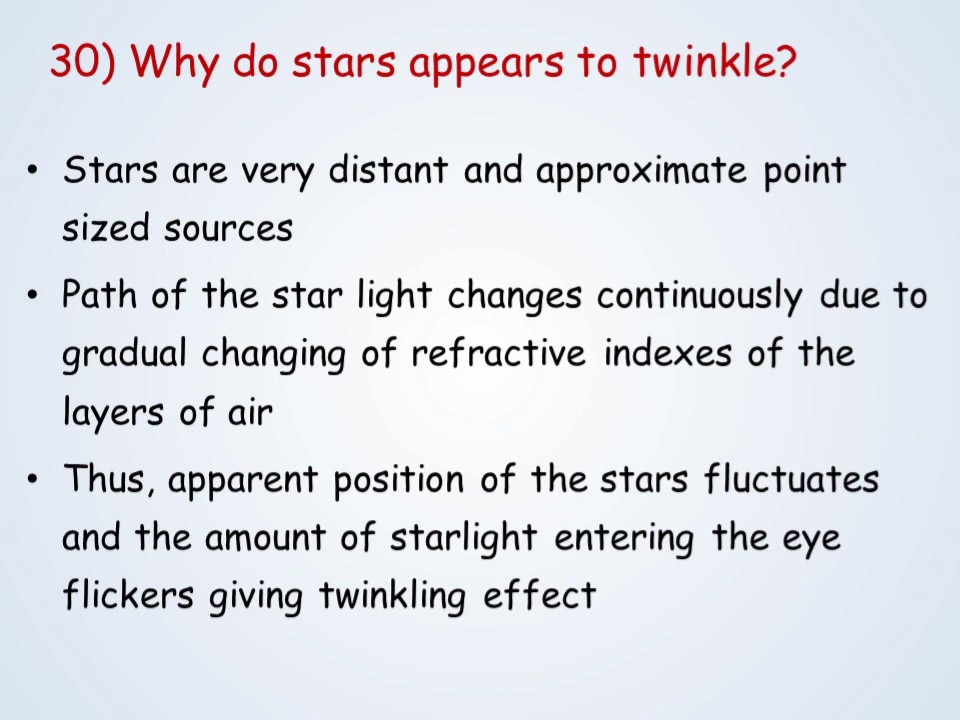 30) Why do stars appears to twinkle?
• Stars are very distant and approximate point
sized sources
• Path of the star light changes continuously due to
gradual changing of refractive indexes of the
layers of air
• Thus, apparent position of the stars fluctuates
and the amount of starlight entering the eye
flickers giving twinkling effect